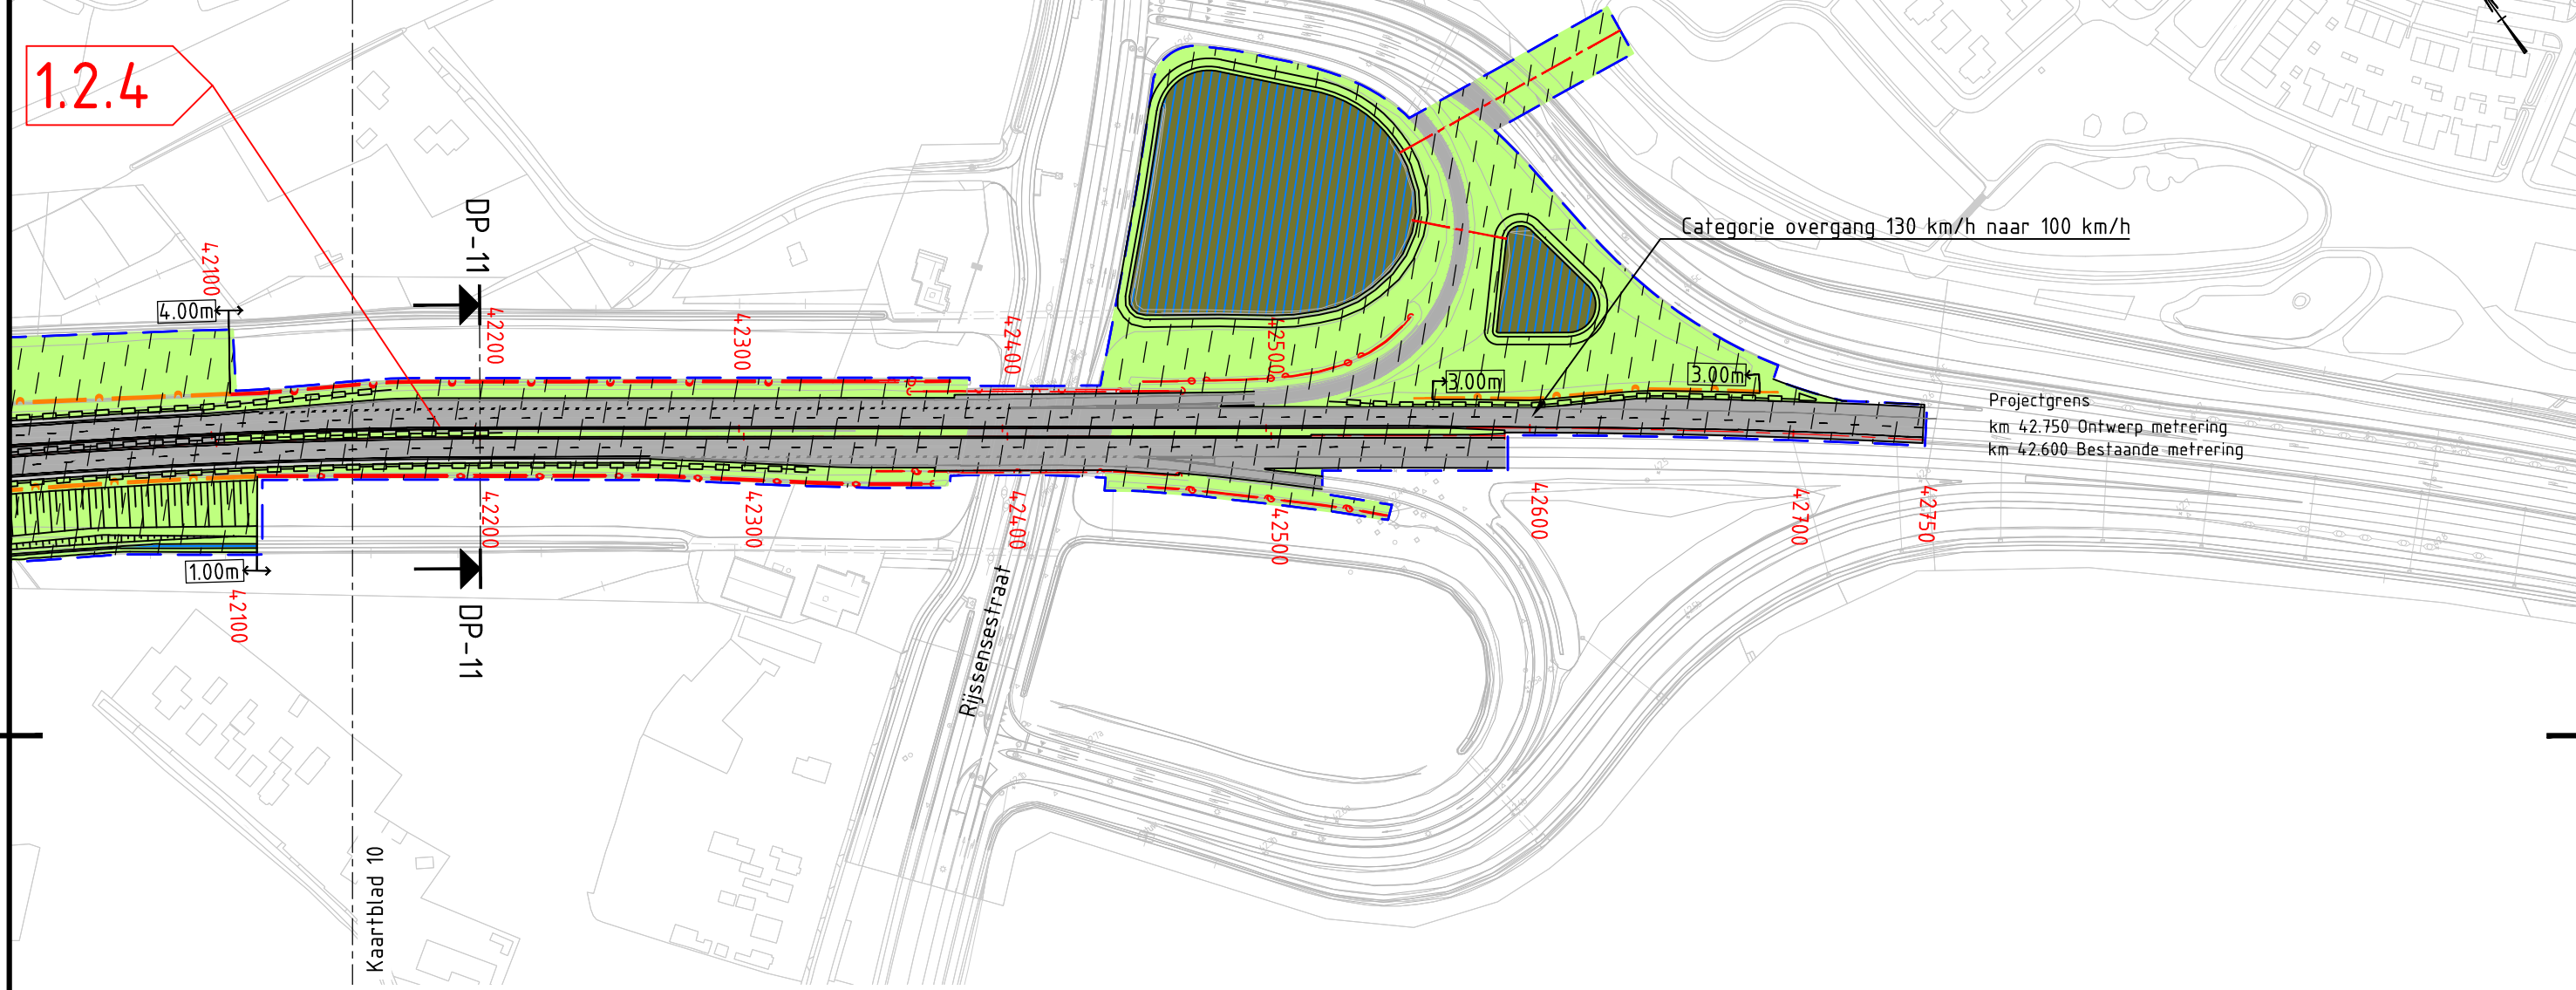 1.2.4
DP-11
Categorie overgang 130 km/h naar 100 km/h
42100
4.00m
42200
42300
42400
42500
3.00m
3.00m
Projectgrens
km 42.750 Ontwerp metrering
km 42.600 Bestaande metrering
42200
42300
42400
42500
42600
42700
42750
1.00m
42100
DP-11
Rijssensestraat
Kaartblad 10